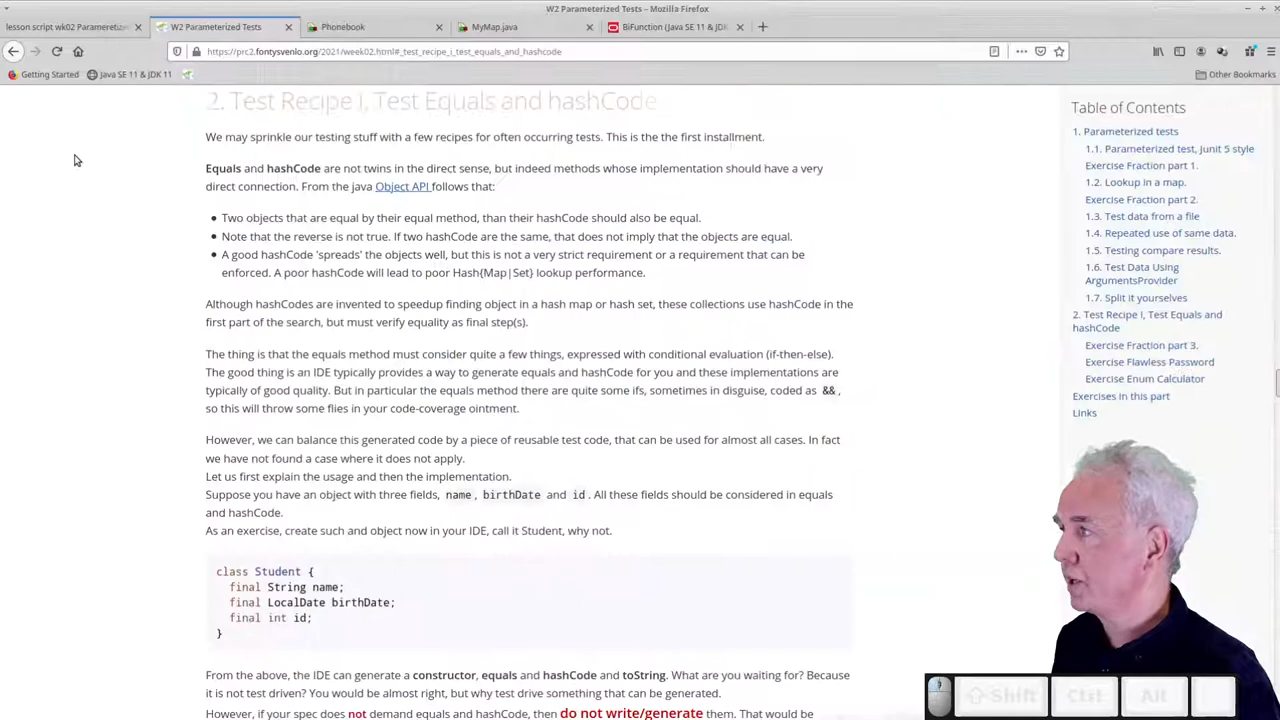 W2 Parameterized Tests - Mozilla Firefox
lesson script wk02 Parameretiz
W2 Parameterized Tests
Phonebook
MyMap.java
BiFunction (Java SE 11 & JDK
https://prc2.fontysvenlo.org/2021/week02.html#_test_recipe_i_test_equals_and_hashcode
Getting Started
Java SE 11 & JDK 11
Other Bookmarks
2. Test Recipe I, Test Equals and hashCode
We may sprinkle our testing stuff with a few recipes for often occurring tests. This is the the first installment.
Equals and hashCode are not twins in the direct sense, but indeed methods whose implementation should have a very
direct connection. From the java Object API follows that:
Two objects that are equal by their equal method, than their hashCode should also be equal.
Note that the reverse is not true. If two hashCode are the same, that does not imply that the objects are equal.
A good hashCode 'spreads' the objects well, but this is not a very strict requirement or a requirement that can be
enforced. A poor hashCode will lead to poor Hash{Map|Set} lookup performance.
Although hashCodes are invented to speedup finding object in a hash map or hash set, these collections use hashCode in the
first part of the search, but must verify equality as final step(s).
The thing is that the equals method must consider quite a few things, expressed with conditional evaluation (if-then-else).
The good thing is an IDE typically provides a way to generate equals and hashCode for you and these implementations are
typically of good quality. But in particular the equals method there are quite some ifs, sometimes in disguise, coded as &&,
so this will throw some flies in your code-coverage ointment.
However, we can balance this generated code by a piece of reusable test code, that can be used for almost all cases. In fact
we have not found a case where it does not apply.
Let us first explain the usage and then the implementation.
Suppose you have an object with three fields, name, birthDate and id. All these fields should be considered in equals
and hashCode.
As an exercise, create such and object now in your IDE, call it Student, why not.
class Student {
final String name;
final LocalDate birthDate;
final int id;
}
From the above, the IDE can generate a constructor, equals and hashCode and toString. What are you waiting for? Because
it is not test driven? You would be almost right, but why test drive something that can be generated.
However, if your spec does not demand equals and hashCode, then do not write/generate them. That would be
Table of Contents
1. Parameterized tests
1.1. Parameterized test, Junit 5 style
Exercise Fraction part 1.
1.2. Lookup in a map.
Exercise Fraction part 2.
1.3. Test data from a file
1.4. Repeated use of same data.
1.5. Testing compare results.
1.6. Test Data Using
ArgumentsProvider
1.7. Split it yourselves
2. Test Recipe I, Test Equals and
hashCode
Exercise Fraction part 3.
Exercise Flawless Password
Exercise Enum Calculator
Exercises in this part
Links
Shift
Ctrl
Alt